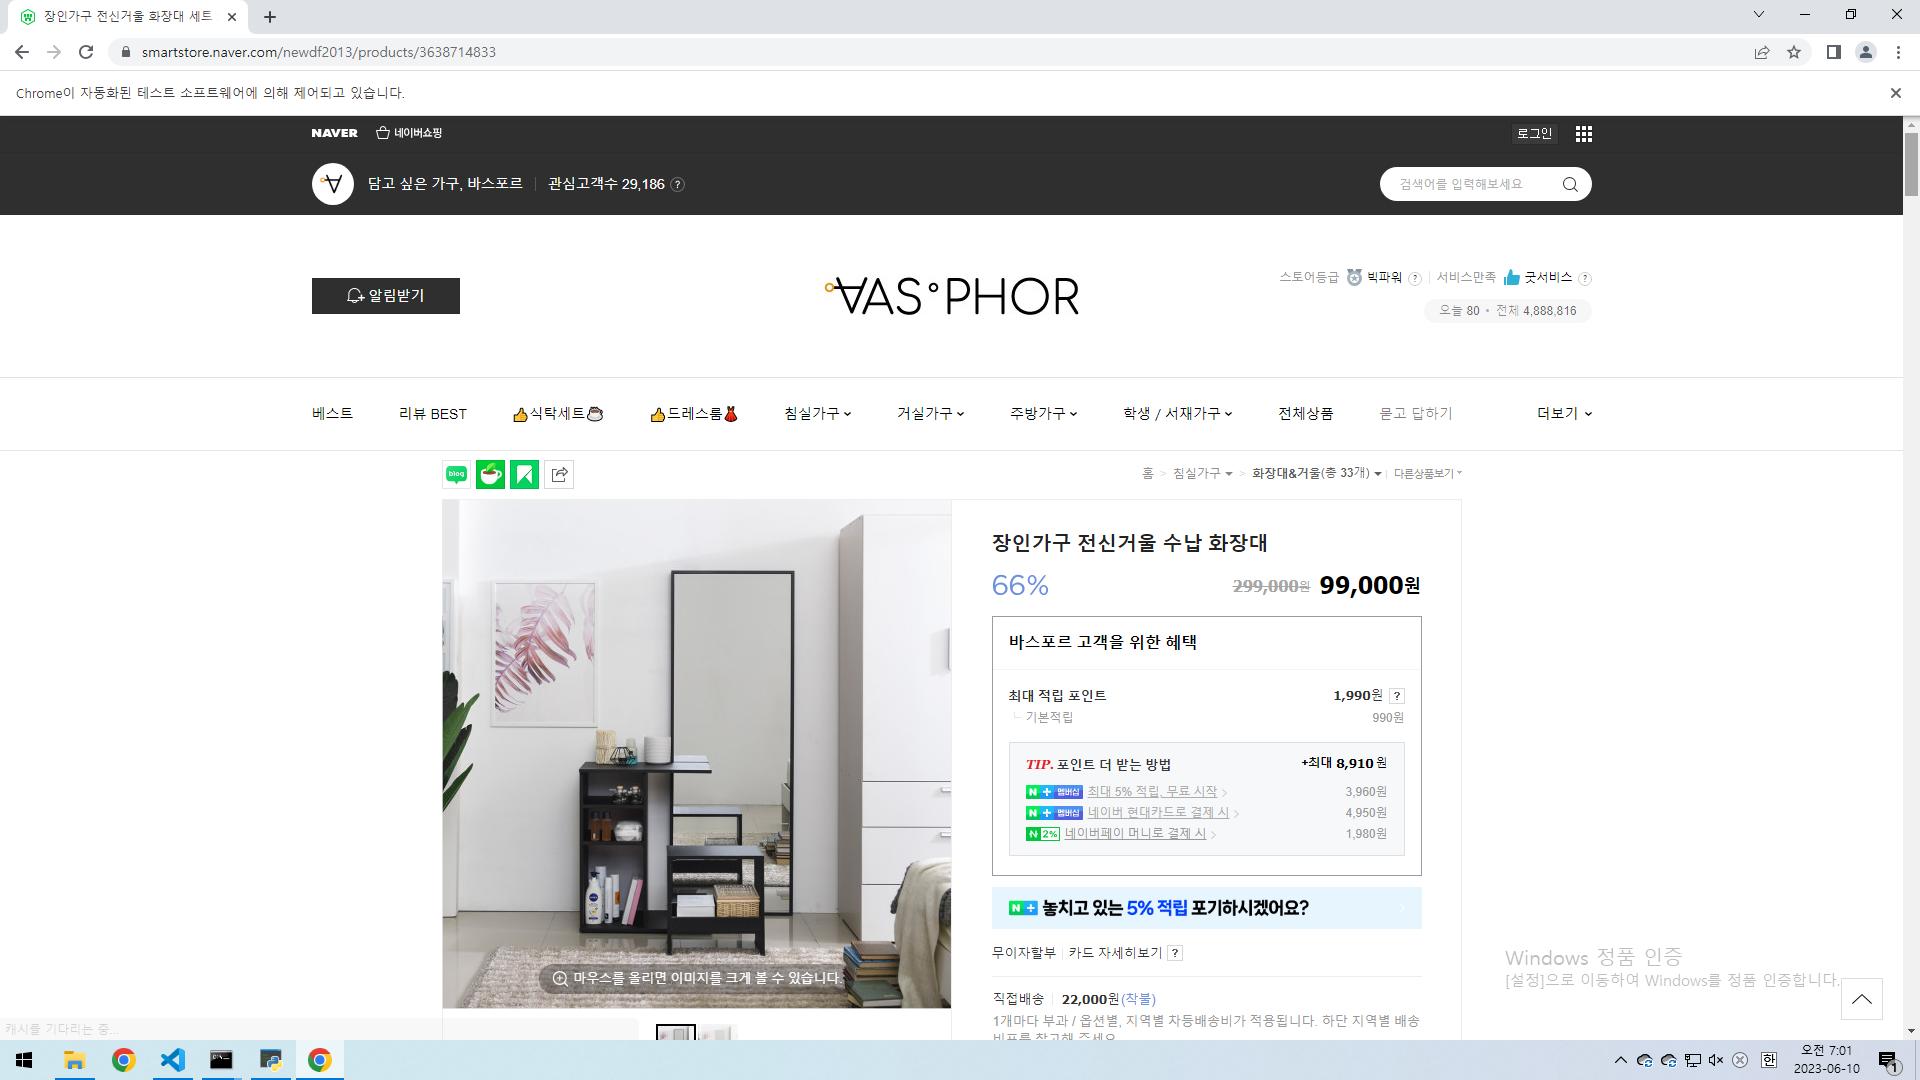 장인가구 전신거울 화장대 세트
smartstore.naver.com/newdf2013/products/3638714833
Chrome이 자동화된 테스트 소프트웨어에 의해 제어되고 있습니다.
NAVER 네이버쇼핑 로그인
담고 싶은 가구, 바스포르 관심고객수 29,186 ? 검색어를 입력해보세요
알림받기
VAS°PHOR
스토어등급 빅파워 ? 서비스만족 굿서비스 ?
오늘 80 • 전체 4,888,816
베스트 리뷰 BEST 👍식탁세트☕ 👍드레스룸💃 침실가구 거실가구 주방가구 학생 / 서재가구 전체상품 묻고 답하기 더보기
blog
홈 > 침실가구 > 화장대&거울(총 33개) 다른상품보기
장인가구 전신거울 수납 화장대
66% 299,000원 99,000원
바스포르 고객을 위한 혜택
최대 적립 포인트 1,990원 ?
기본적립 990원
TIP. 포인트 더 받는 방법 +최대 8,910 원
N + 멤버십 최대 5% 적립, 무료 시작 > 3,960원
N + 멤버십 네이버 현대카드로 결제 시 > 4,950원
N 2% 네이버페이 머니로 결제 시 > 1,980원
N + 놓치고 있는 5% 적립 포기하시겠어요?
무이자할부 카드 자세히보기 ?
마우스를 올리면 이미지를 크게 볼 수 있습니다.
직접배송 22,000원(착불)
1개마다 부과 / 옵션별, 지역별 차등배송비가 적용됩니다. 하단 지역별 배송
비표를 참고해 주세요
Windows 정품 인증
[설정]으로 이동하여 Windows를 정품 인증합니다.
캐시를 기다리는 중...
한
오전 7:01
2023-06-10
1